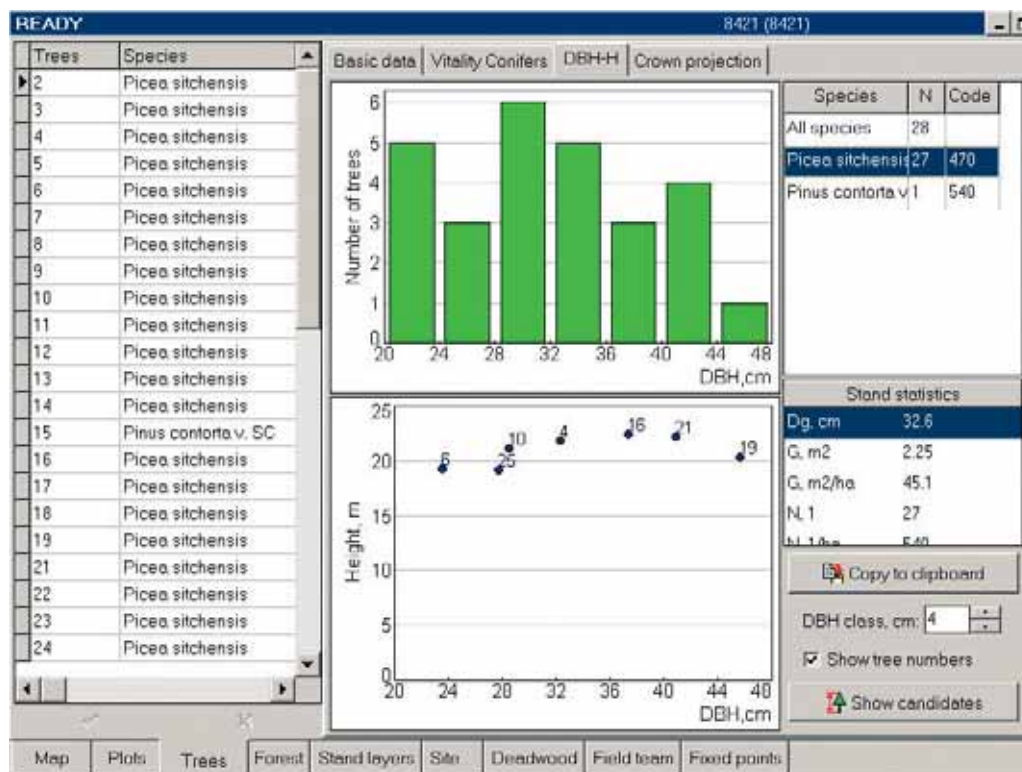 READY 8421 (8421)
Trees Species
2 Picea sitchensis
3 Picea sitchensis
4 Picea sitchensis
5 Picea sitchensis
6 Picea sitchensis
7 Picea sitchensis
8 Picea sitchensis
9 Picea sitchensis
10 Picea sitchensis
11 Picea sitchensis
12 Picea sitchensis
13 Picea sitchensis
14 Picea sitchensis
15 Pinus contorta v. SC
16 Picea sitchensis
17 Picea sitchensis
18 Picea sitchensis
19 Picea sitchensis
21 Picea sitchensis
22 Picea sitchensis
23 Picea sitchensis
24 Picea sitchensis
Basic data Vitality Conifers DBH-H Crown projection
Number of trees
6
5
4
3
2
1
0
20 24 28 32 36 40 44 48
DBH,cm
Height, m
25
20
15
10
5
0
6 25 10 4 16 21 19
20 24 28 32 36 40 44 48
DBH,cm
Species N Code
All species 28
Picea sitchensis 27 470
Pinus contorta v 1 540
Stand statistics
Dg, cm 32.6
G, m2 2.25
G, m2/ha 45.1
N, 1 27
N, 1/ha 540
Copy to clipboard
DBH class, cm: 4
Show tree numbers
Show candidates
Map Plots Trees Forest Stand layers Site Deadwood Field team Fixed points